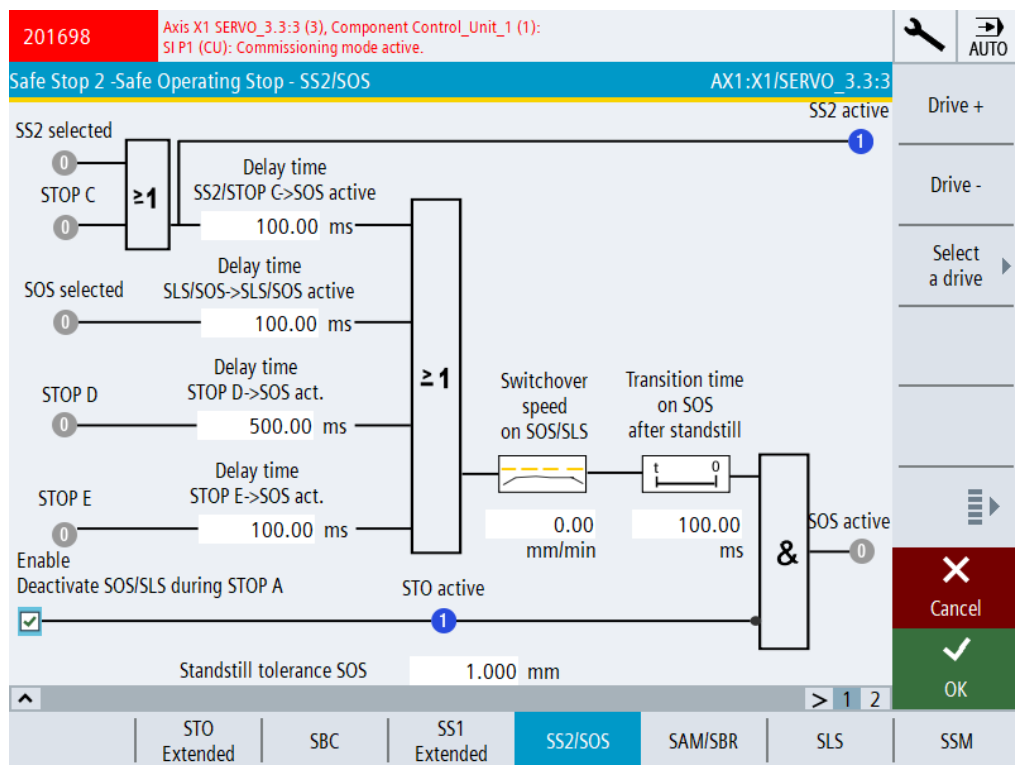 201698
Axis X1 SERVO_3.3:3 (3), Component Control_Unit_1 (1):
SI P1 (CU): Commissioning mode active.
AUTO
Safe Stop 2 -Safe Operating Stop - SS2/SOS
AX1:X1/SERVO_3.3:3
SS2 active
1
SS2 selected
0
STOP C
0
≥1
Delay time
SS2/STOP C->SOS active
100.00 ms
SOS selected
0
Delay time
SLS/SOS->SLS/SOS active
100.00 ms
STOP D
0
Delay time
STOP D->SOS act.
500.00 ms
STOP E
0
Delay time
STOP E->SOS act.
100.00 ms
≥1
Switchover
speed
on SOS/SLS
0.00
mm/min
Transition time
on SOS
after standstill
t 0
100.00
ms
&
SOS active
0
Enable
Deactivate SOS/SLS during STOP A
STO active
1
Standstill tolerance SOS
1.000 mm
> 1 2
Drive +
Drive -
Select
a drive
Cancel
OK
STO
Extended
SBC
SS1
Extended
SS2/SOS
SAM/SBR
SLS
SSM